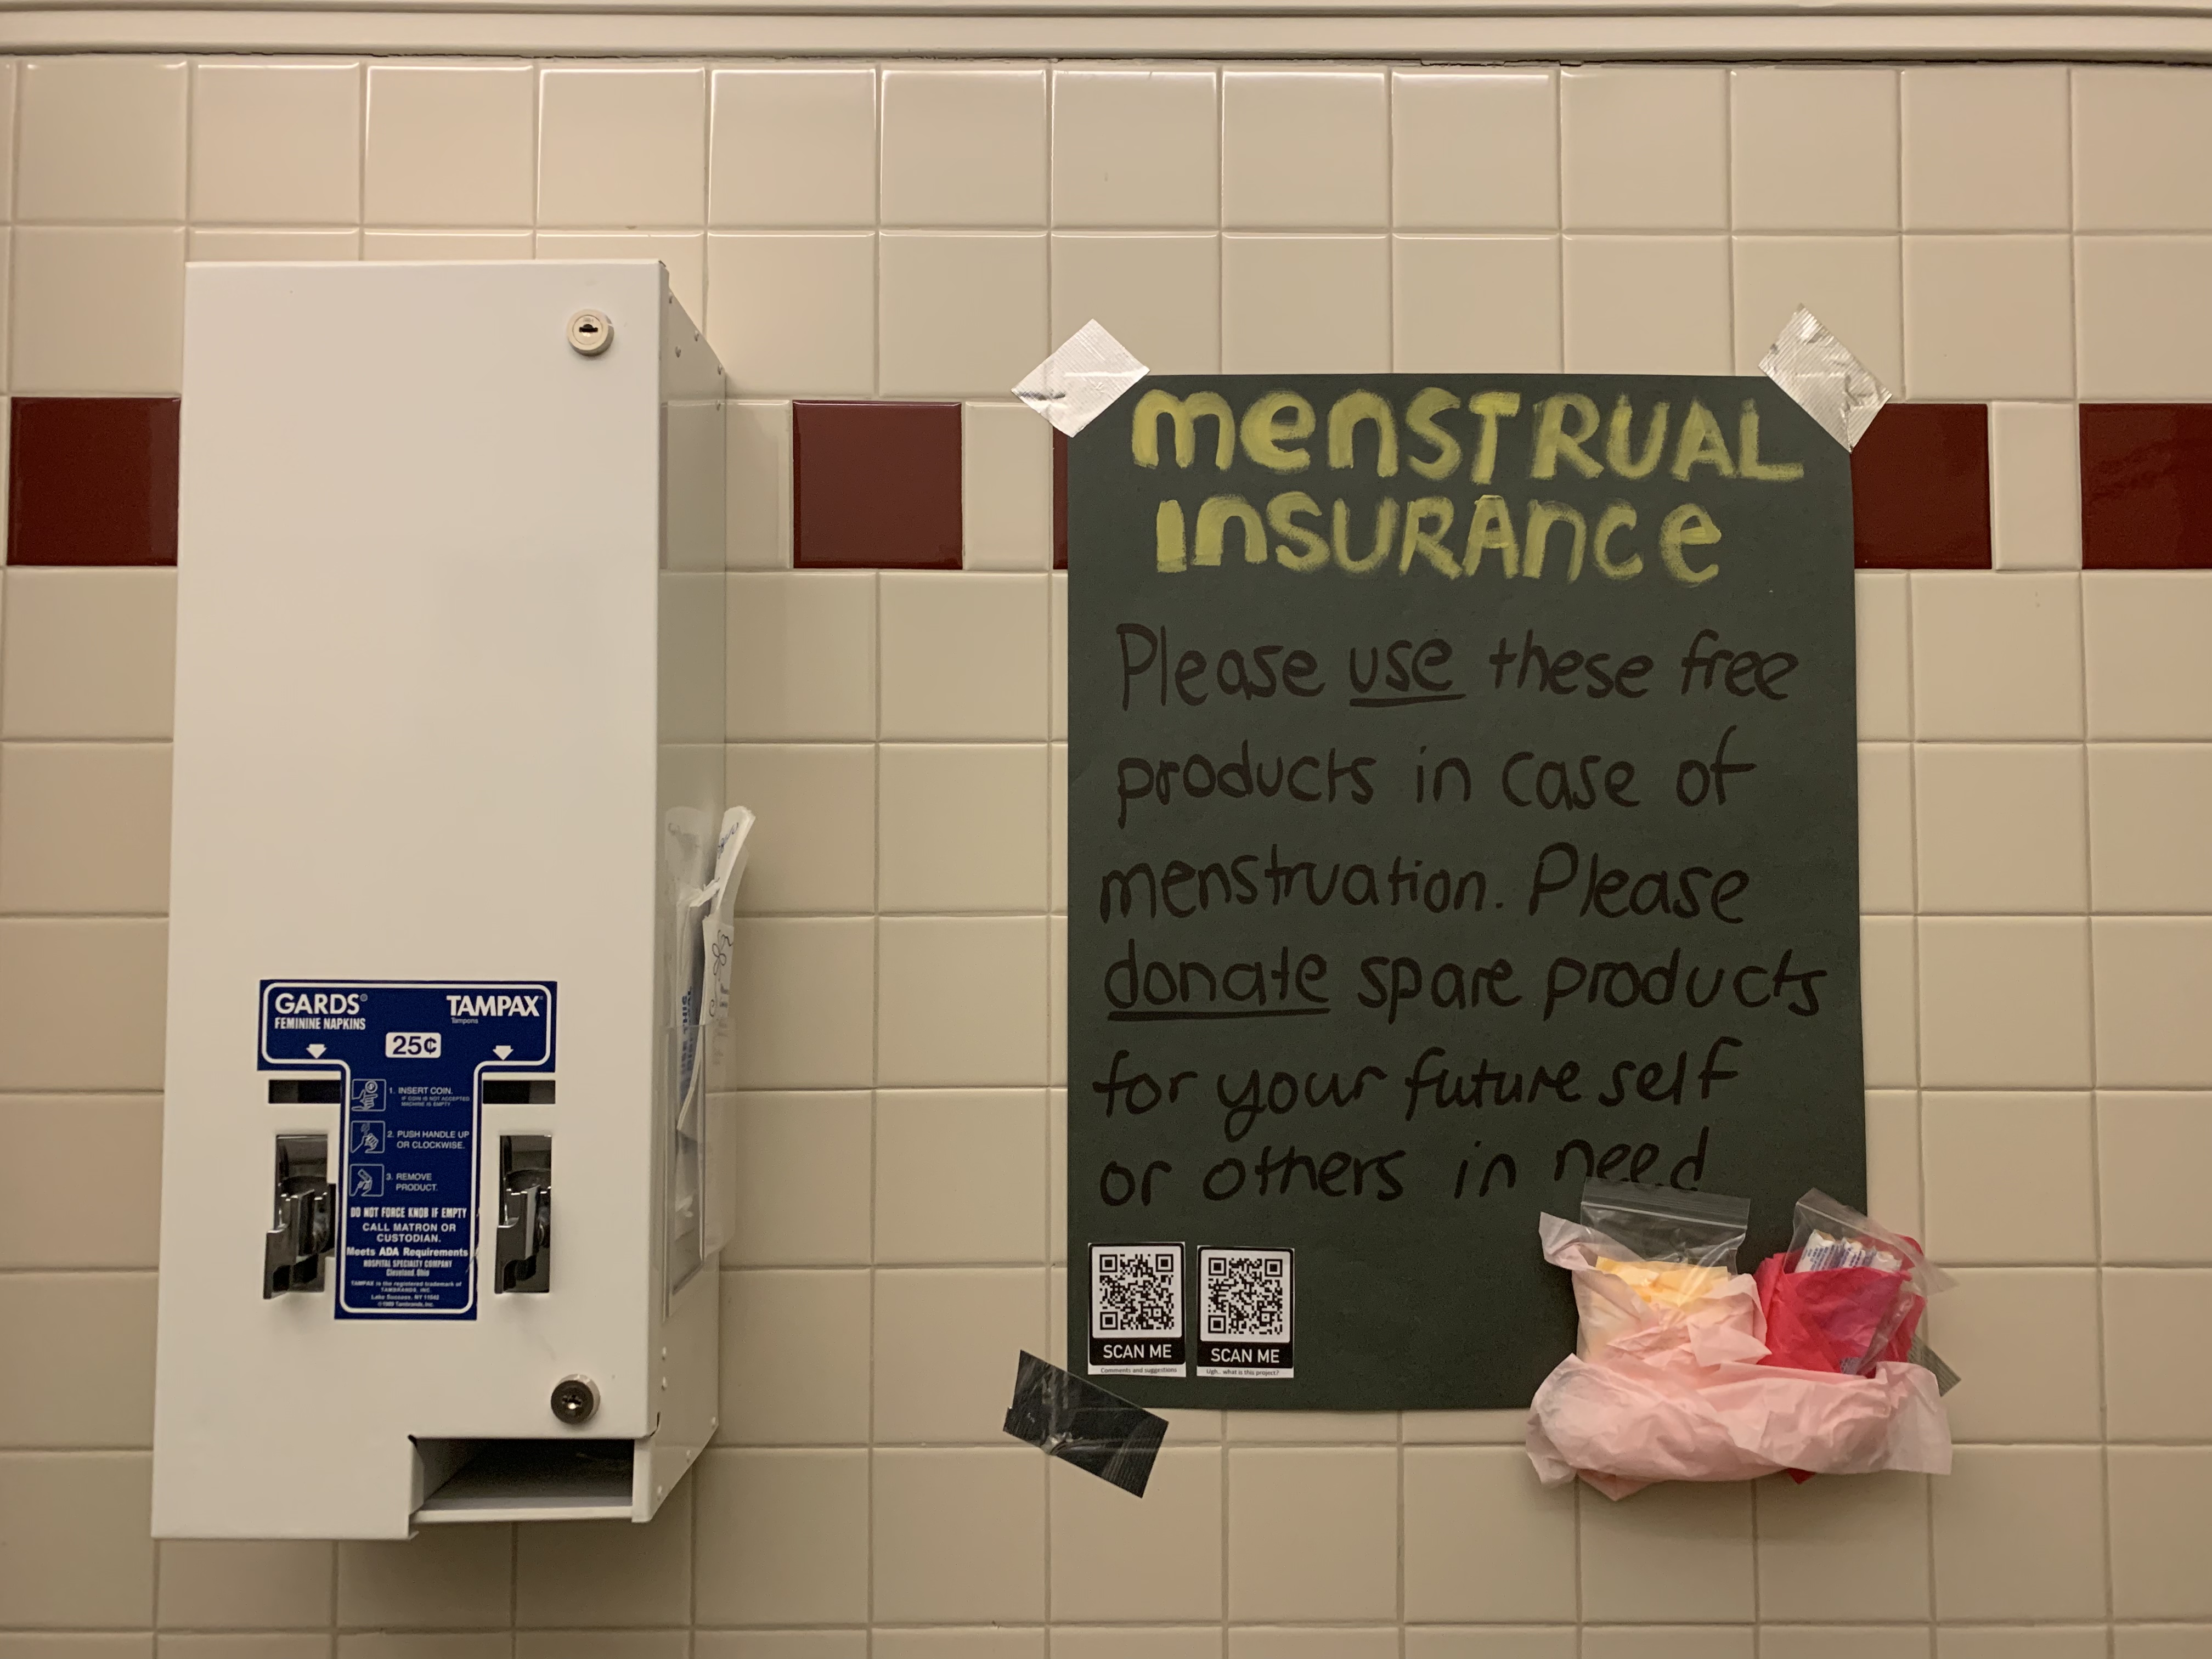 GARDS®
FEMININE NAPKINS
TAMPAX
Tampons
25¢
1. INSERT COIN.
IF COIN IS NOT ACCEPTED
MACHINE IS EMPTY.
2. PUSH HANDLE UP
OR CLOCKWISE.
3. REMOVE
PRODUCT.
DO NOT FORCE KNOB IF EMPTY
CALL MATRON OR
CUSTODIAN.
Meets ADA Requirements
HOSPITAL SPECIALTY COMPANY
Cleveland, Ohio
TAMPAX is the registered trademark of
TAMBRANDS, INC.
Lake Success, NY 11042
Tambrands, Inc.
MENSTRUAL
INSURANCE
Please use these free
products in case of
menstruation. Please
donate spare products
for your future self
or others in need
SCAN ME
Comments and suggestions
SCAN ME
Ugh.. what is this project?